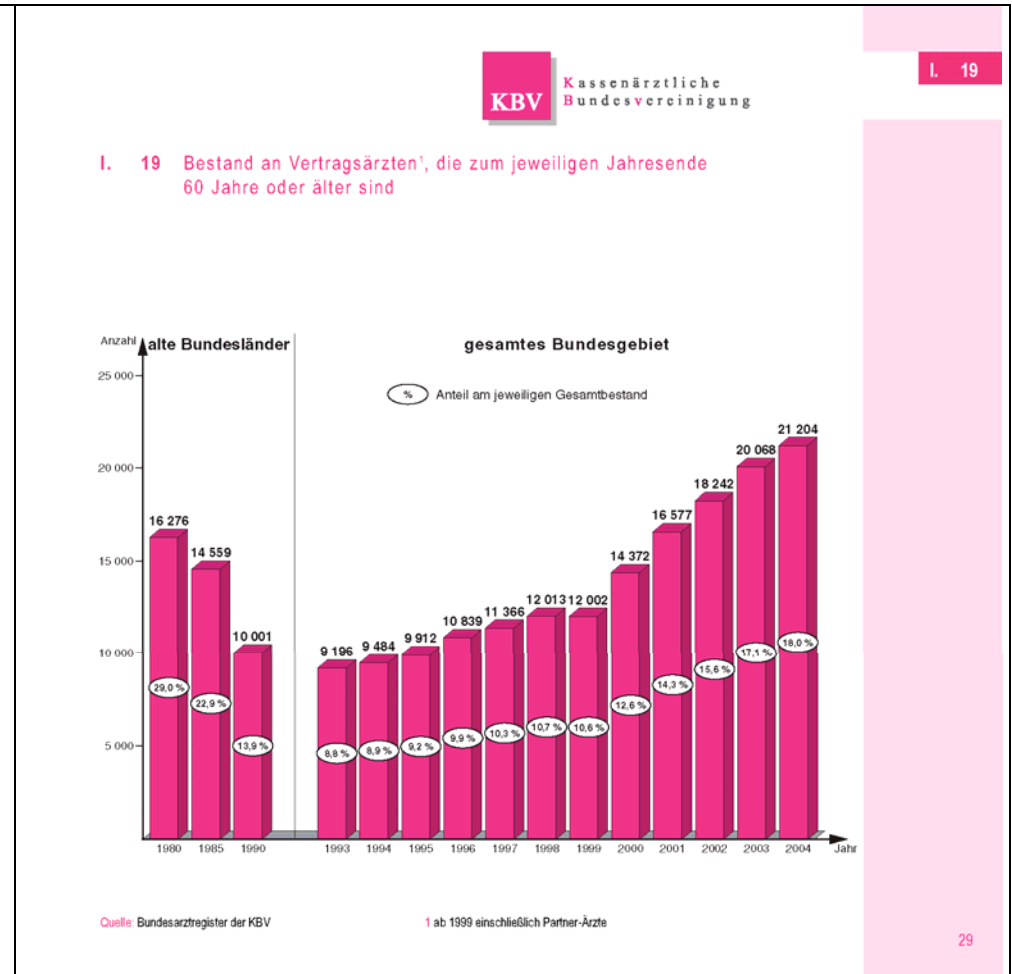 I. 19
KBV
Kassenärztliche
Bundesvereinigung
I. 19 Bestand an Vertragsärzten¹, die zum jeweiligen Jahresende
60 Jahre oder älter sind
Anzahl
alte Bundesländer
gesamtes Bundesgebiet
% Anteil am jeweiligen Gesamtbestand
25 000
20 000
15 000
10 000
5 000
16 276
14 559
10 001
9 196
9 484
9 912
10 839
11 366
12 013
12 002
14 372
16 577
18 242
20 068
21 204
29,0 %
22,9 %
13,9 %
8,8 %
8,9 %
9,2 %
9,9 %
10,3 %
10,7 %
10,6 %
12,6 %
14,3 %
15,6 %
17,1 %
18,0 %
1980 1985 1990 1993 1994 1995 1996 1997 1998 1999 2000 2001 2002 2003 2004 Jahr
Quelle: Bundesarztregister der KBV
1 ab 1999 einschließlich Partner-Ärzte
29